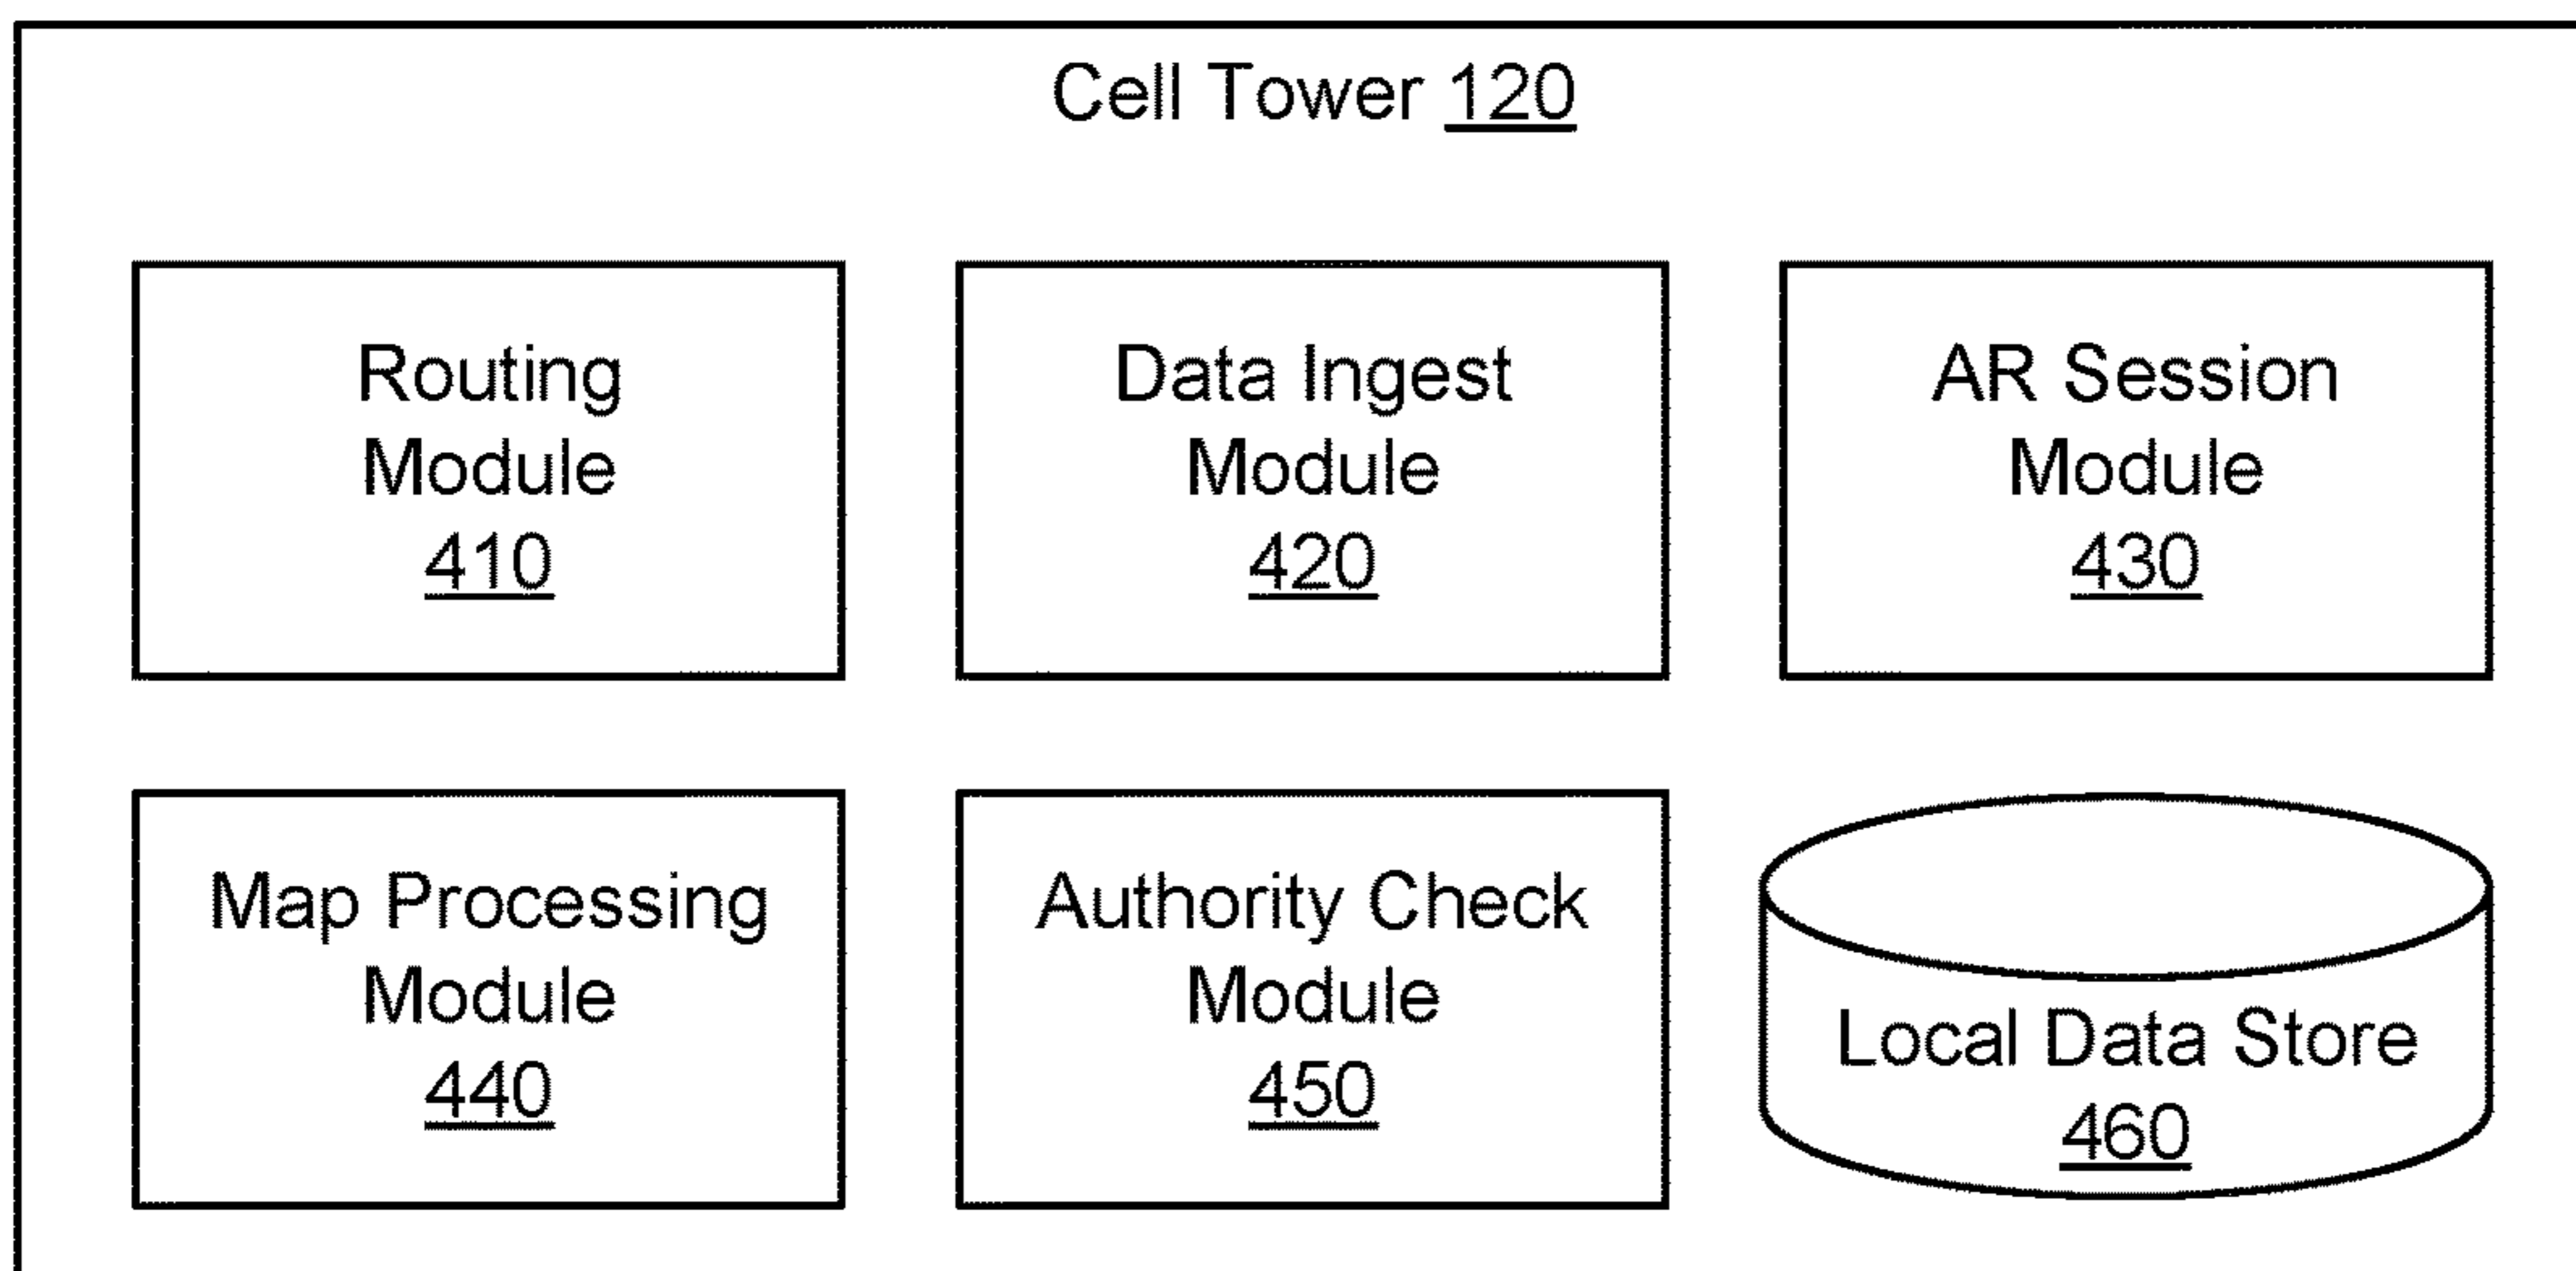 Cell Tower 120
Routing
Module
410
Data Ingest
Module
420
AR Session
Module
430
Map Processing
Module
440
Authority Check
Module
450
Local Data Store
460